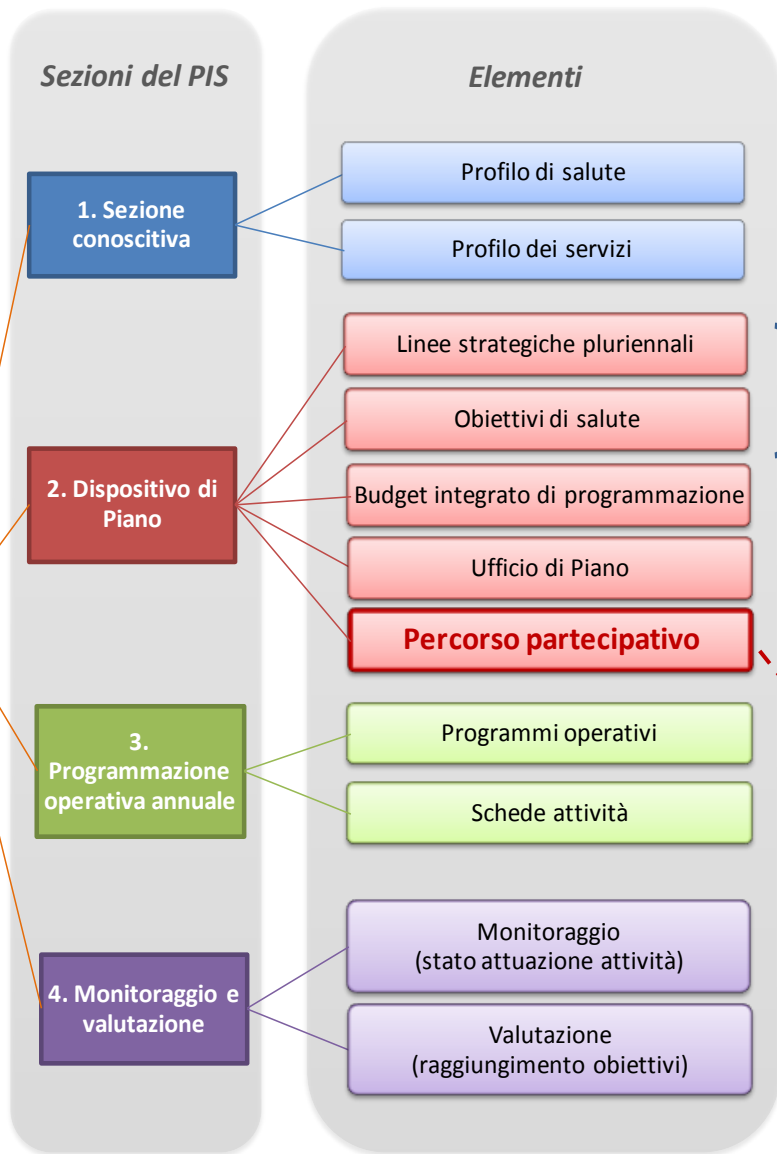 Sezioni del PIS
Elementi
1. Sezione
conoscitiva
Profilo di salute
Profilo dei servizi
2. Dispositivo di
Piano
Linee strategiche pluriennali
Obiettivi di salute
Budget integrato di programmazione
Ufficio di Piano
Percorso partecipativo
3.
Programmazione
operativa annuale
Programmi operativi
Schede attività
4. Monitoraggio e
valutazione
Monitoraggio
(stato attuazione attività)
Valutazione
(raggiungimento obiettivi)